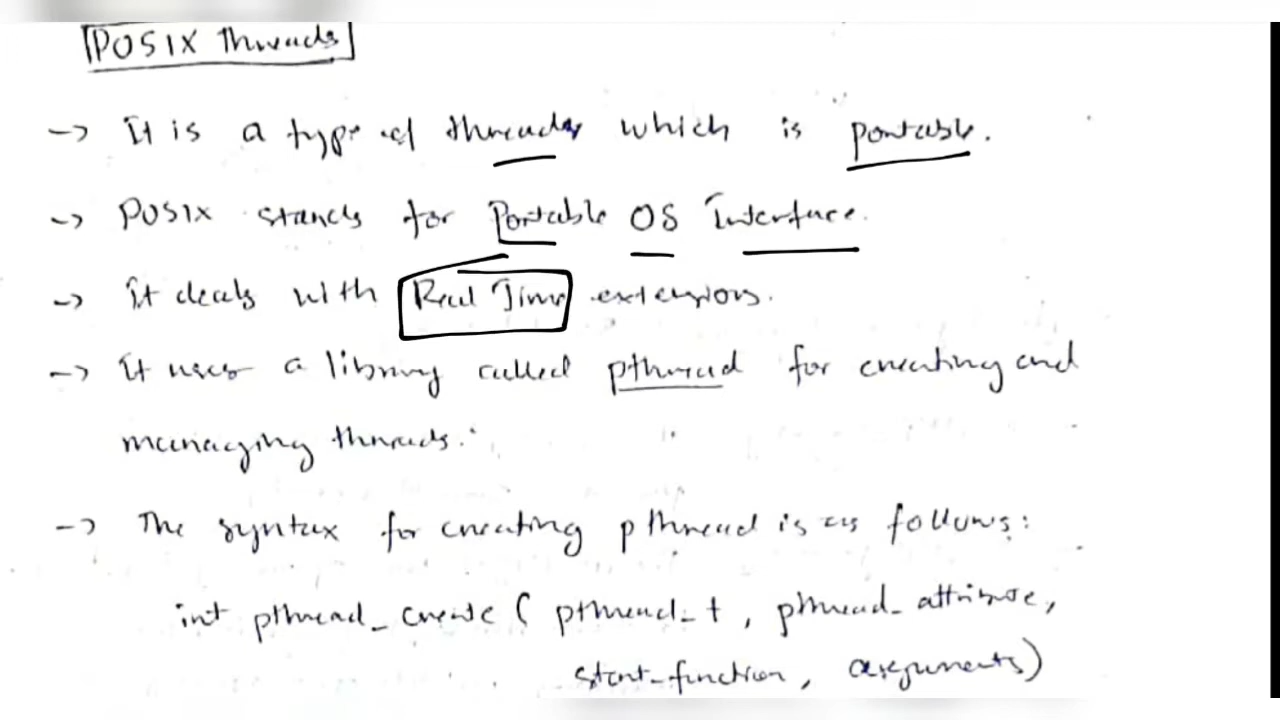 POSIX Threads
→ It is a type of threads which is portable.
→ POSIX stands for Portable OS Interface.
→ it deals with Real Time extensions.
→ It uses a library called pthread for creating and
managing threads.
→ The syntax for creating pthread is as follows:
int pthread_create ( pthread_t , pthread_attribute,
start_function , arguments)